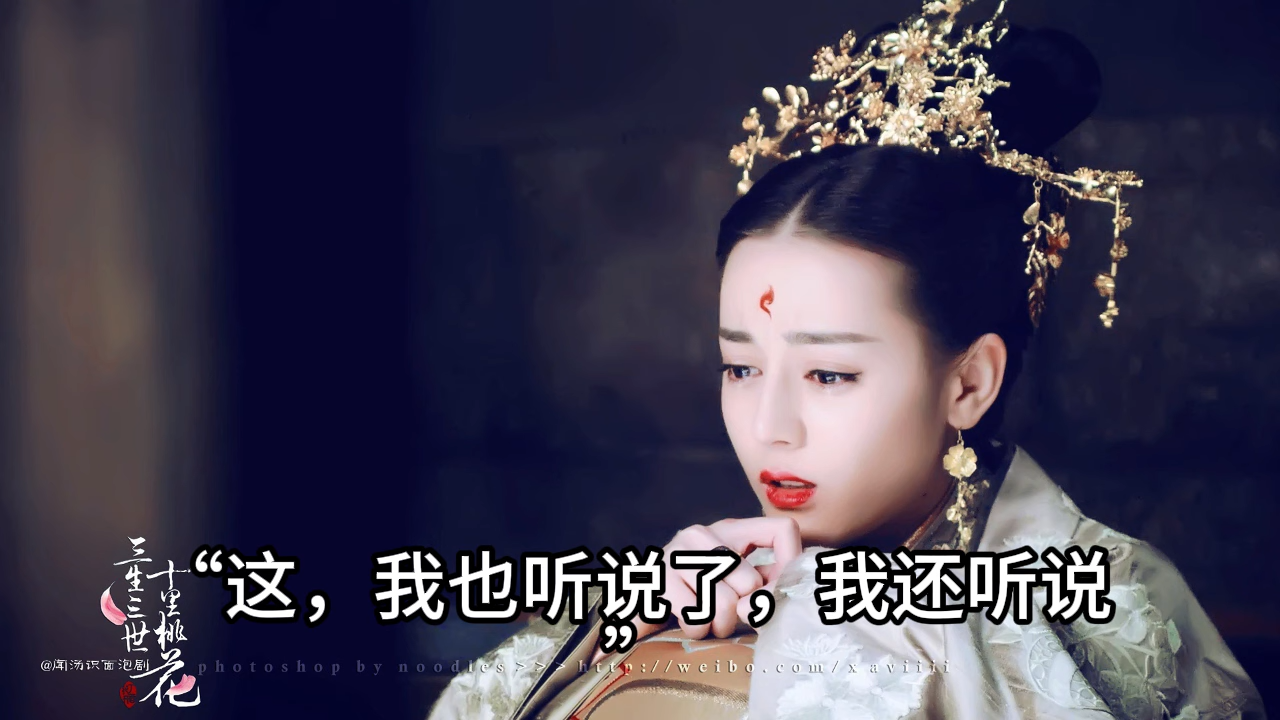 三生三世
十里桃花
“这，我也听说了，我还听说
”
@闻汤识面泡剧
photoshop by noodles>>>http://weibo.com/xaviiii